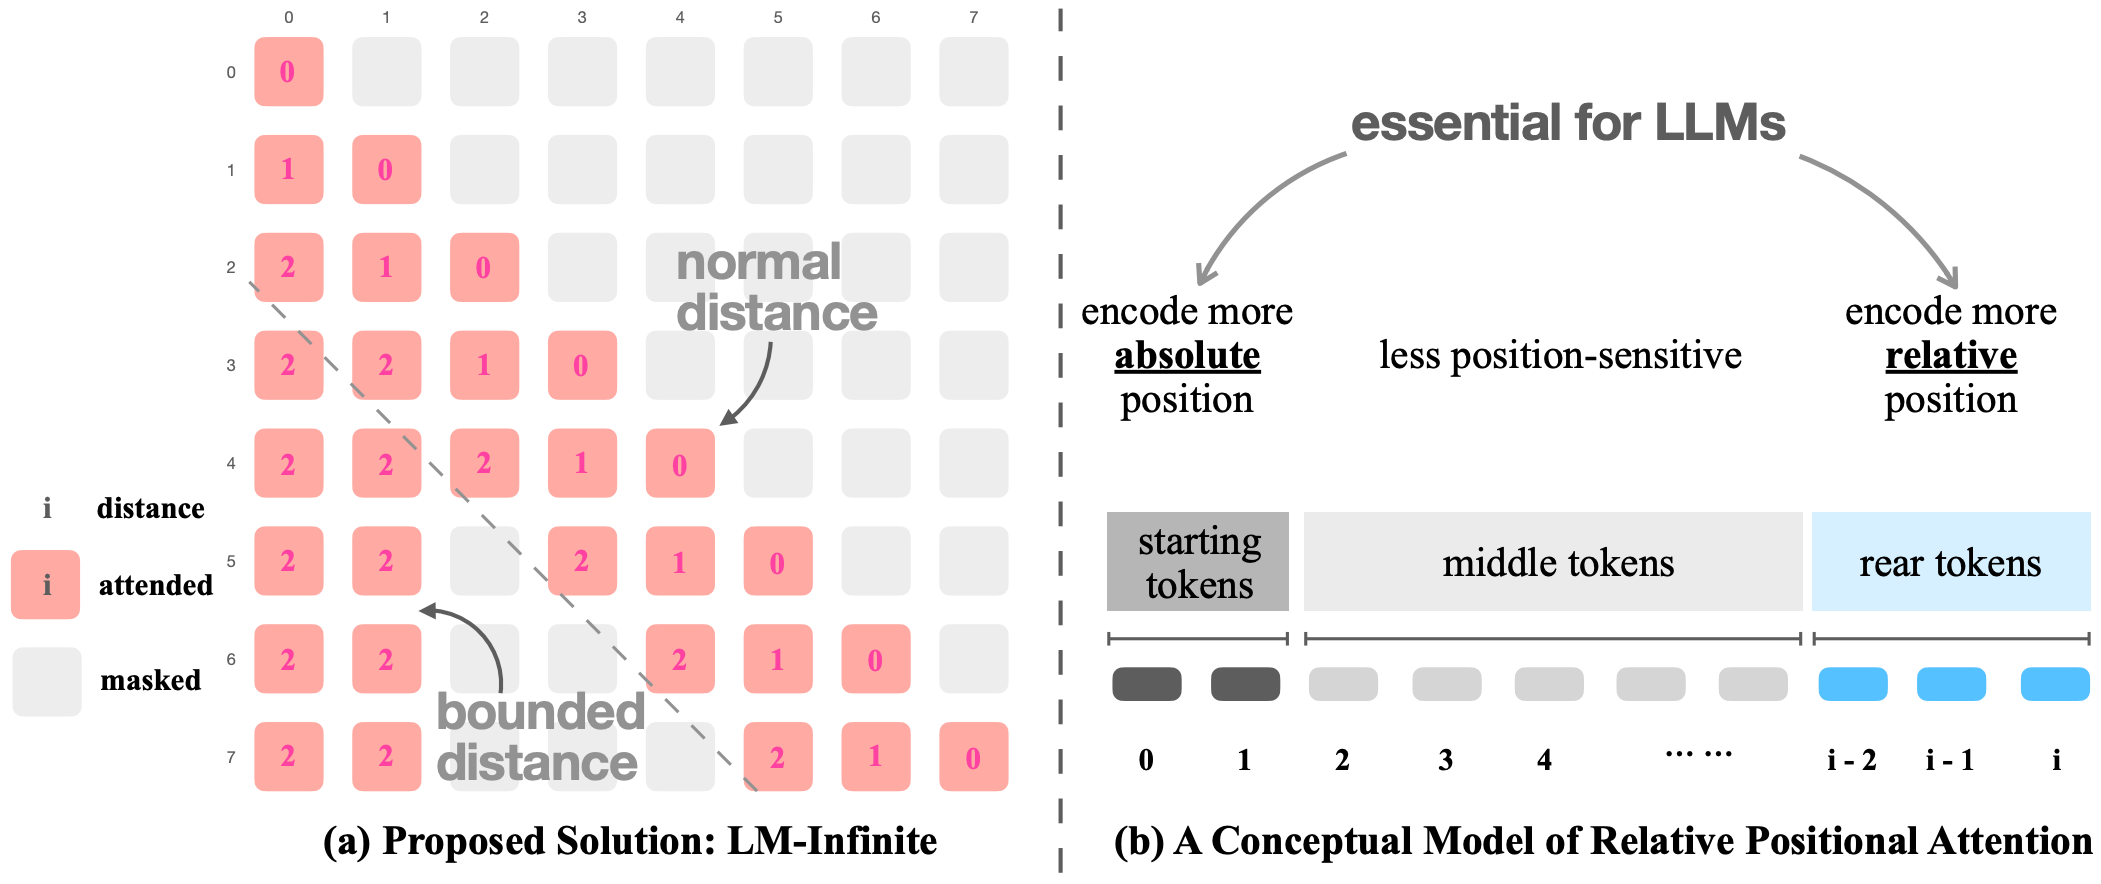 0 1 2 3 4 5 6 7
0 0
1 1 0
2 2 1 0
normal
distance
3 2 2 1 0
4 2 2 2 1 0
i distance
5 2 2 2 1 0
i attended
6 2 2 2 1 0
masked
bounded
distance
7 2 2 2 1 0
(a) Proposed Solution: LM-Infinite
essential for LLMs
encode more
absolute
position
less position-sensitive
encode more
relative
position
starting
tokens
middle tokens
rear tokens
0 1 2 3 4 ... ... i - 2 i - 1 i
(b) A Conceptual Model of Relative Positional Attention